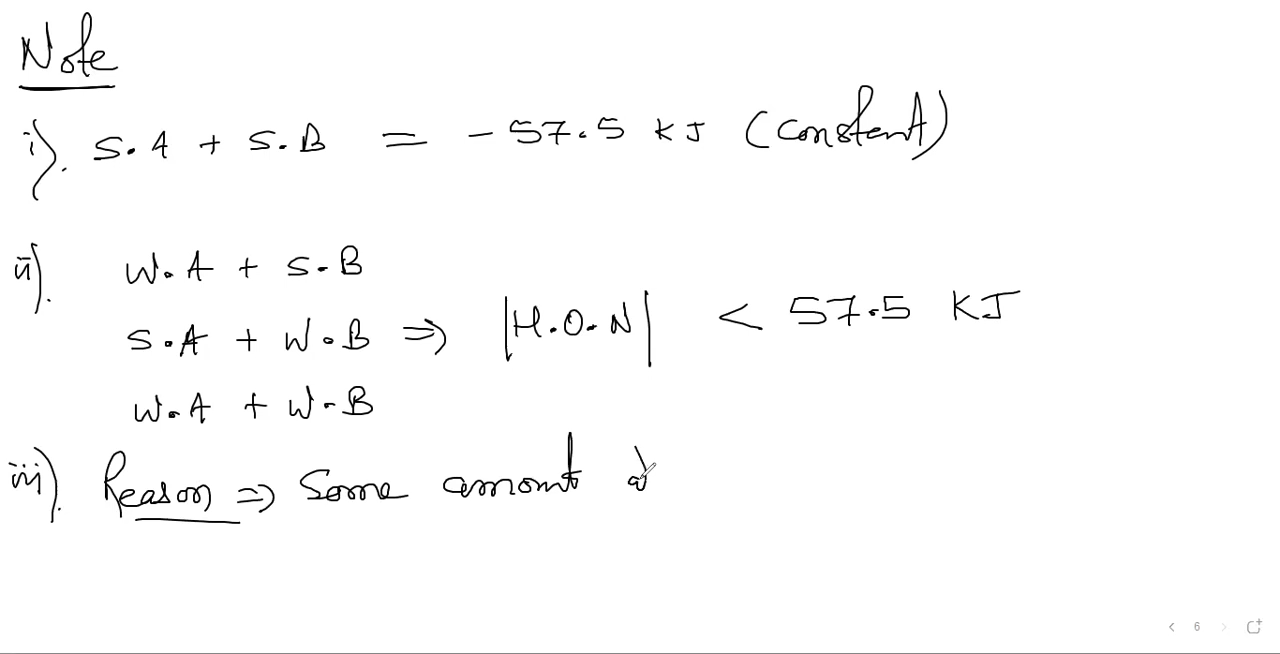 Note
i). S.A + S.B = - 57.5 KJ (constant)
ii). W.A + S.B
S.A + W.B ⇒ |H.O.N| < 57.5 KJ
W.A + W.B
iii). Reason ⇒ Some amount
< 6 >